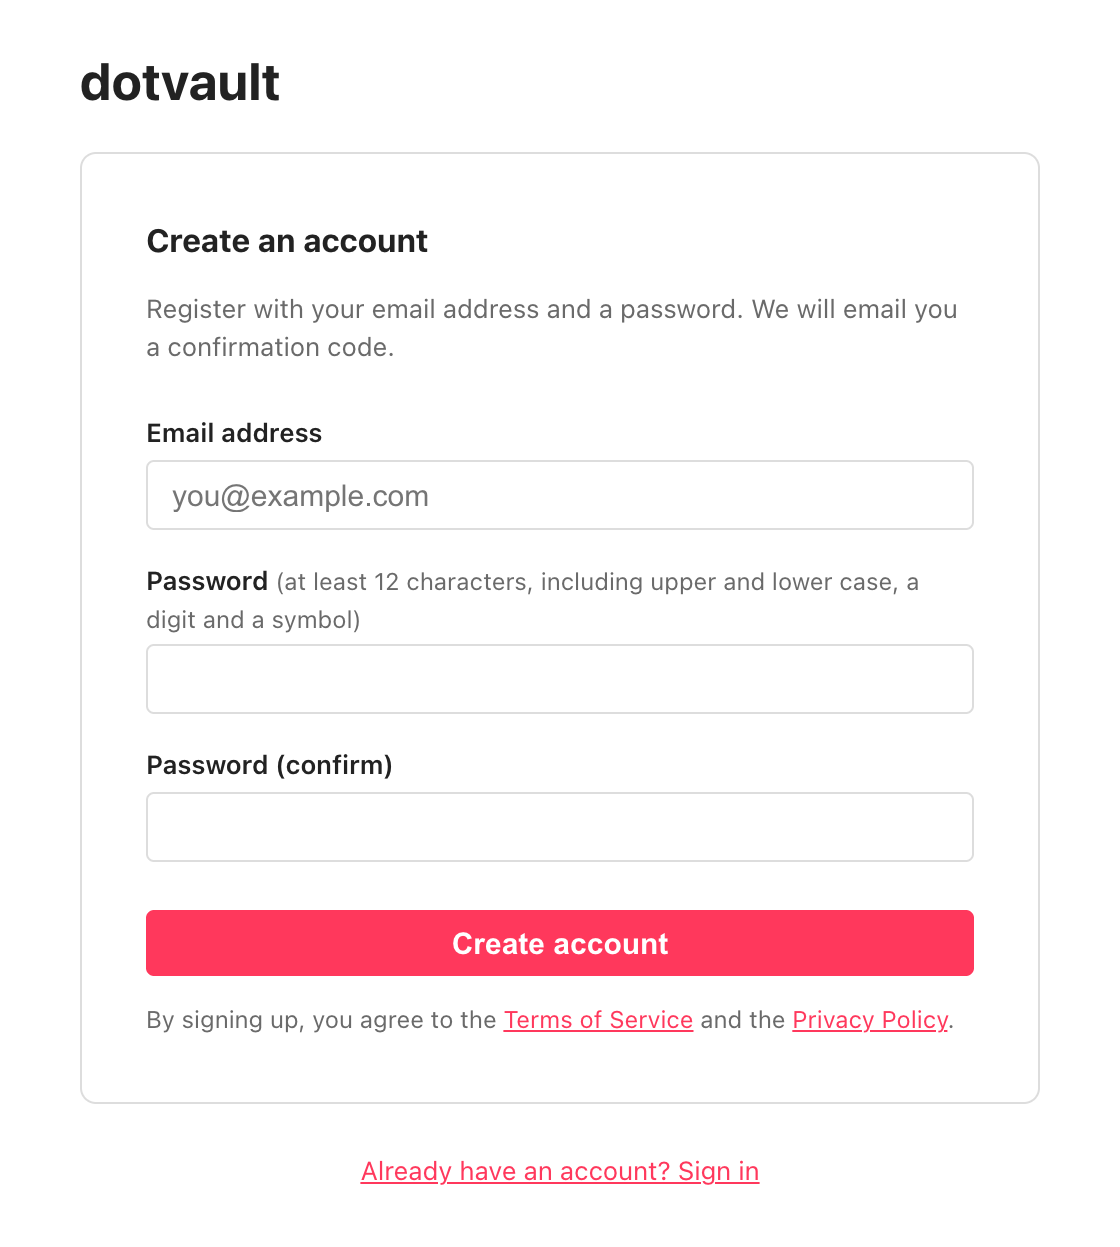 dotvault
Create an account
Register with your email address and a password. We will email you
a confirmation code.
Email address
you@example.com
Password (at least 12 characters, including upper and lower case, a
digit and a symbol)
Password (confirm)
Create account
By signing up, you agree to the Terms of Service and the Privacy Policy.
Already have an account? Sign in